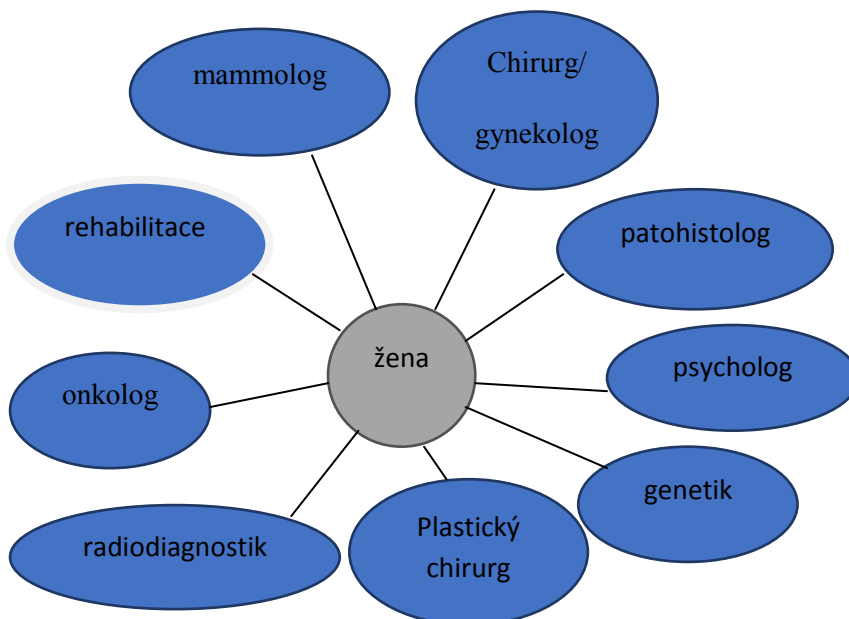 mammolog
Chirurg/
gynekolog
rehabilitace
patohistolog
žena
psycholog
onkolog
genetik
radiodiagnostik
Plastický
chirurg